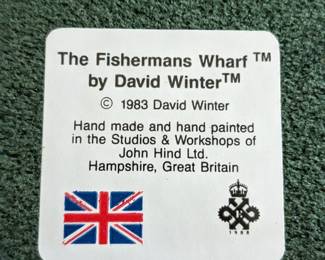 The Fishermans Wharf ™
by David Winter™
© 1983 David Winter
Hand made and hand painted
in the Studios & Workshops of
John Hind Ltd.
Hampshire, Great Britain
1988